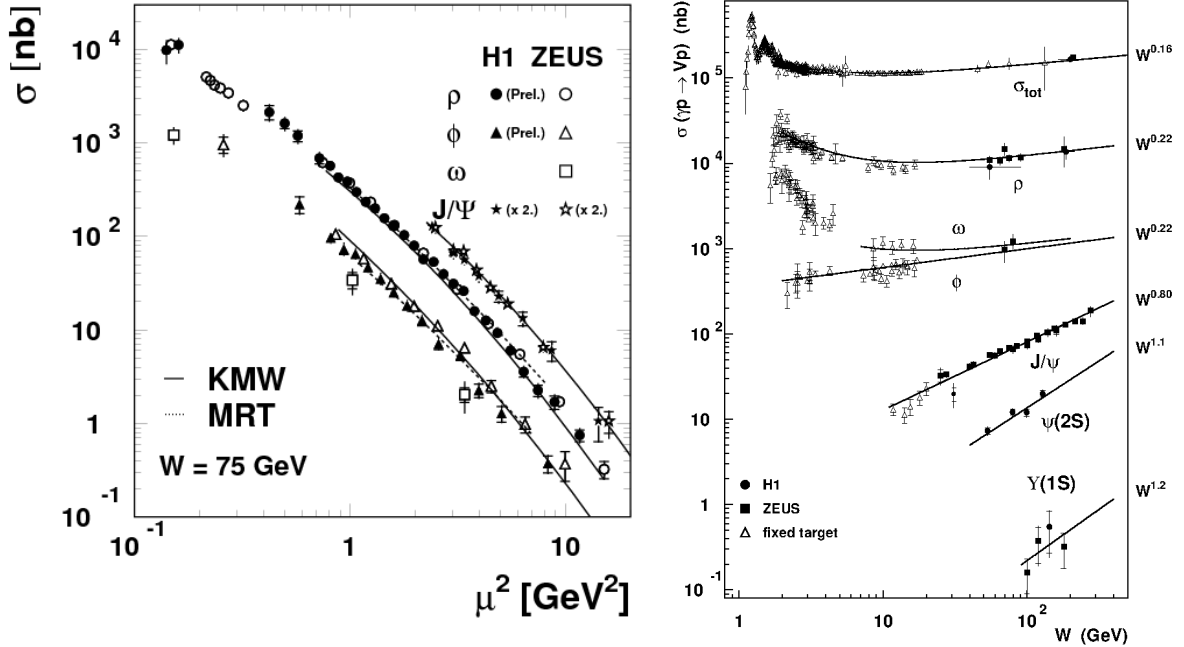 σ [nb]
10^4
10^3
10^2
10
1
10^-1
H1 ZEUS
ρ (Prel.)
ϕ (Prel.)
ω
J/Ψ (x 2.) (x 2.)
KMW
MRT
W = 75 GeV
10^-1 1 10
μ^2 [GeV^2]
σ (γp → Vp) (nb)
10^5
10^4
10^3
10^2
10
1
10^-1
σ_tot
W^0.16
ρ
W^0.22
ω
ϕ
W^0.22
J/ψ
W^0.80
ψ(2S)
W^1.1
Υ(1S)
W^1.2
H1
ZEUS
fixed target
1 10 10^2
W (GeV)